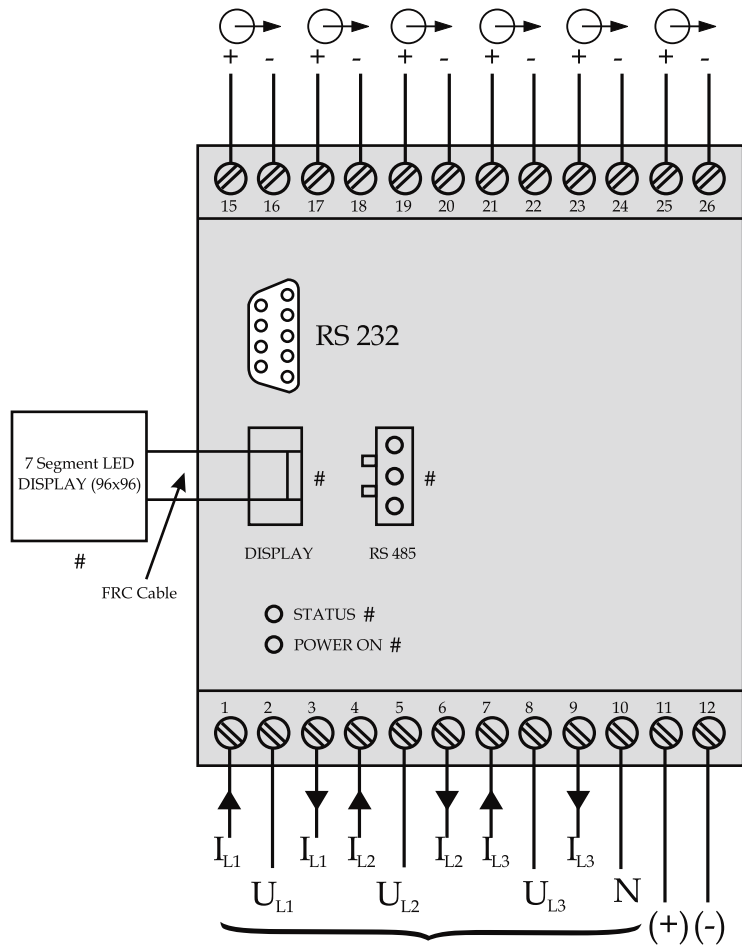 + - + - + - + - + - + -
15 16 17 18 19 20 21 22 23 24 25 26
RS 232
7 Segment LED
DISPLAY (96x96)
#
#
#
DISPLAY
RS 485
FRC Cable
STATUS #
POWER ON #
1 2 3 4 5 6 7 8 9 10 11 12
IL1 IL1 IL2 IL2 IL3 IL3
UL1 UL2 UL3 N
(+) (-)